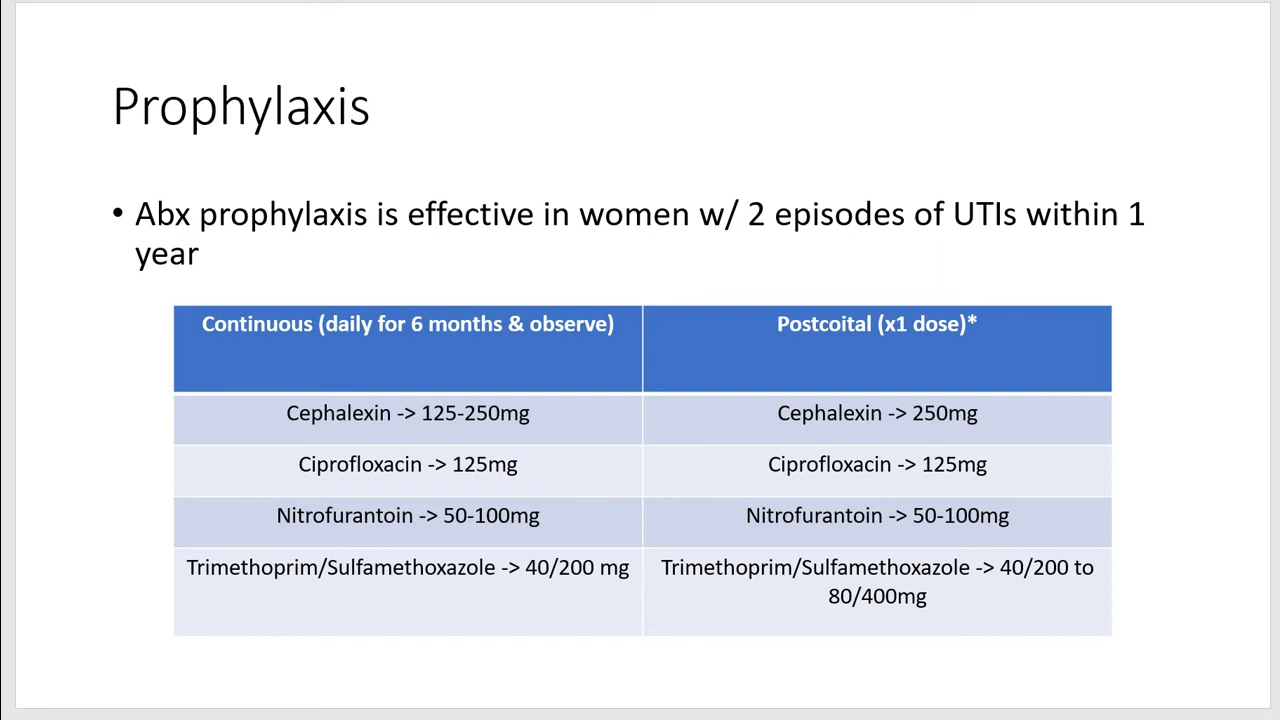 Prophylaxis
• Abx prophylaxis is effective in women w/ 2 episodes of UTIs within 1
year
Continuous (daily for 6 months & observe)
Postcoital (x1 dose)*
Cephalexin -> 125-250mg
Cephalexin -> 250mg
Ciprofloxacin -> 125mg
Ciprofloxacin -> 125mg
Nitrofurantoin -> 50-100mg
Nitrofurantoin -> 50-100mg
Trimethoprim/Sulfamethoxazole -> 40/200 mg
Trimethoprim/Sulfamethoxazole -> 40/200 to
80/400mg